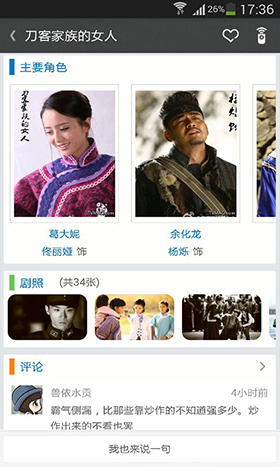 26% 17:36
刀客家族的女人
主要角色
刀客家族的女人
葛大妮
佟丽娅 饰
余化龙
杨烁 饰
剧照 (共34张)
评论
兽依水贡
4小时前
霸气侧漏，比那些靠炒作的不知道强多少。炒
作出来的不看也罢
我也来说一句